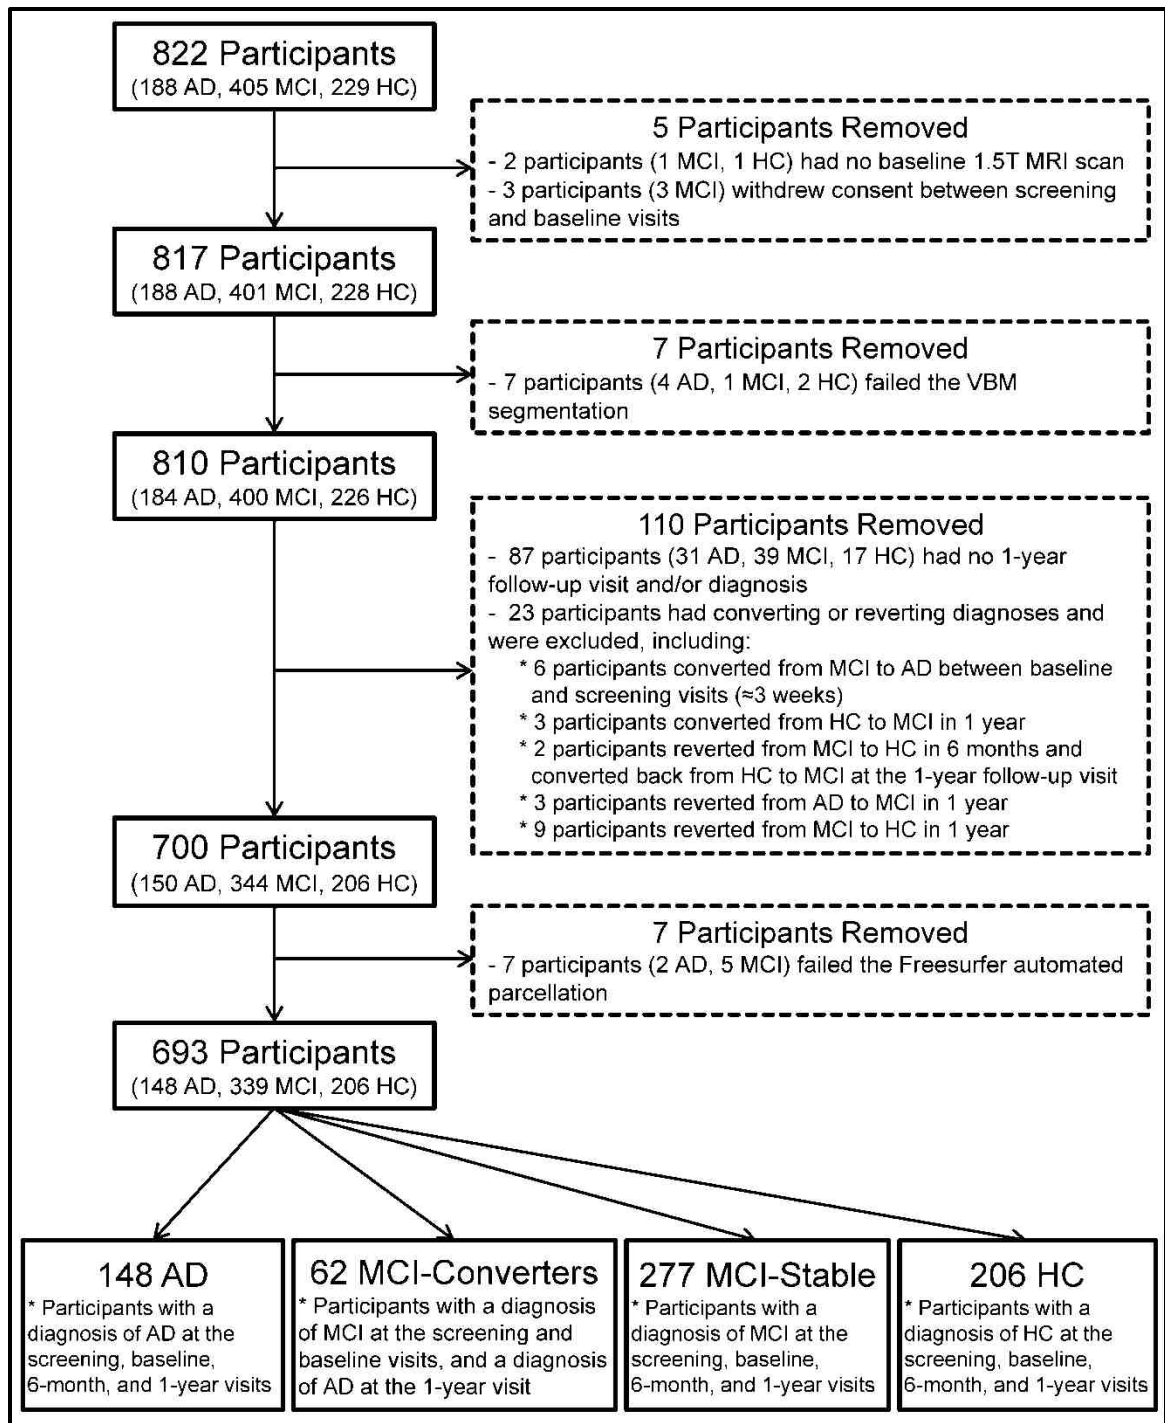 822 Participants
(188 AD, 405 MCI, 229 HC)
5 Participants Removed
- 2 participants (1 MCI, 1 HC) had no baseline 1.5T MRI scan
- 3 participants (3 MCI) withdrew consent between screening
and baseline visits
817 Participants
(188 AD, 401 MCI, 228 HC)
7 Participants Removed
- 7 participants (4 AD, 1 MCI, 2 HC) failed the VBM
segmentation
810 Participants
(184 AD, 400 MCI, 226 HC)
110 Participants Removed
- 87 participants (31 AD, 39 MCI, 17 HC) had no 1-year
follow-up visit and/or diagnosis
- 23 participants had converting or reverting diagnoses and
were excluded, including:
* 6 participants converted from MCI to AD between baseline
and screening visits (≈3 weeks)
* 3 participants converted from HC to MCI in 1 year
* 2 participants reverted from MCI to HC in 6 months and
converted back from HC to MCI at the 1-year follow-up visit
* 3 participants reverted from AD to MCI in 1 year
* 9 participants reverted from MCI to HC in 1 year
700 Participants
(150 AD, 344 MCI, 206 HC)
7 Participants Removed
- 7 participants (2 AD, 5 MCI) failed the Freesurfer automated
parcellation
693 Participants
(148 AD, 339 MCI, 206 HC)
148 AD
* Participants with a
diagnosis of AD at the
screening, baseline,
6-month, and 1-year visits
62 MCI-Converters
* Participants with a diagnosis
of MCI at the screening and
baseline visits, and a diagnosis
of AD at the 1-year visit
277 MCI-Stable
* Participants with a
diagnosis of MCI at the
screening, baseline,
6-month, and 1-year visits
206 HC
* Participants with a
diagnosis of HC at the
screening, baseline,
6-month, and 1-year visits